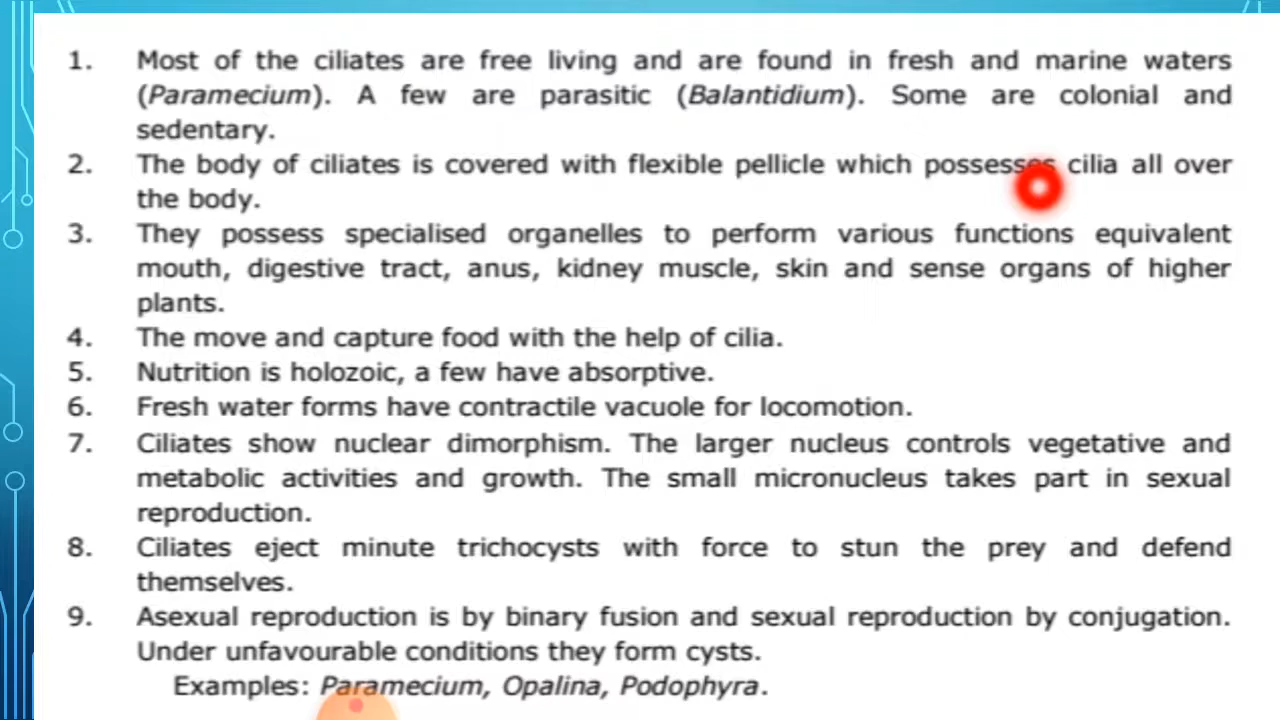 1. Most of the ciliates are free living and are found in fresh and marine waters
(Paramecium). A few are parasitic (Balantidium). Some are colonial and
sedentary.
2. The body of ciliates is covered with flexible pellicle which possesses cilia all over
the body.
3. They possess specialised organelles to perform various functions equivalent
mouth, digestive tract, anus, kidney muscle, skin and sense organs of higher
plants.
4. The move and capture food with the help of cilia.
5. Nutrition is holozoic, a few have absorptive.
6. Fresh water forms have contractile vacuole for locomotion.
7. Ciliates show nuclear dimorphism. The larger nucleus controls vegetative and
metabolic activities and growth. The small micronucleus takes part in sexual
reproduction.
8. Ciliates eject minute trichocysts with force to stun the prey and defend
themselves.
9. Asexual reproduction is by binary fusion and sexual reproduction by conjugation.
Under unfavourable conditions they form cysts.
Examples: Paramecium, Opalina, Podophyra.